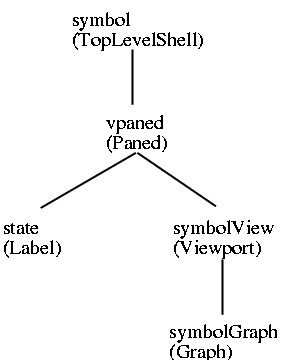 symbol
(TopLevelShell)
vpaned
(Paned)
state
(Label)
symbolView
(Viewport)
symbolGraph
(Graph)